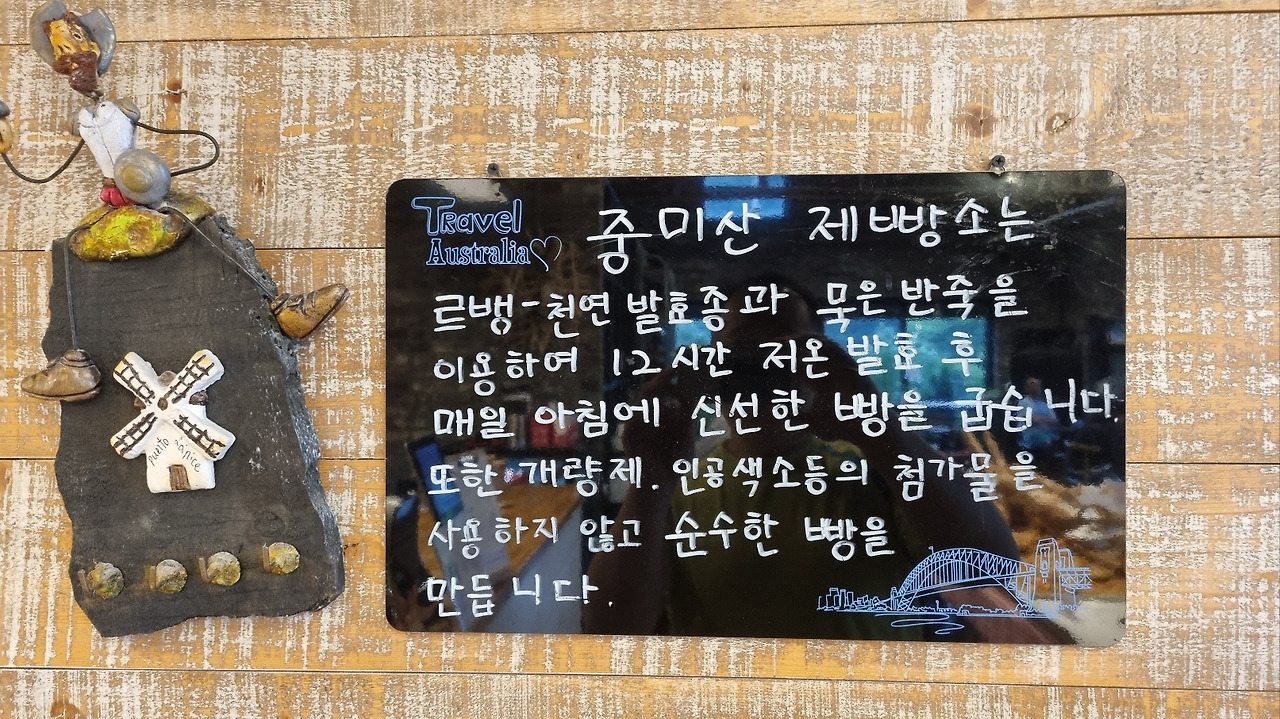 Travel
Australia
중미산 제빵소는
르뱅-천연 발효종과 묵은 반죽을
이용하여 12시간 저온 발효 후
매일 아침에 신선한 빵을 굽습니다.
또한 개량제. 인공색소등의 첨가물을
사용하지 않고 순수한 빵을
만듭니다.
puerto